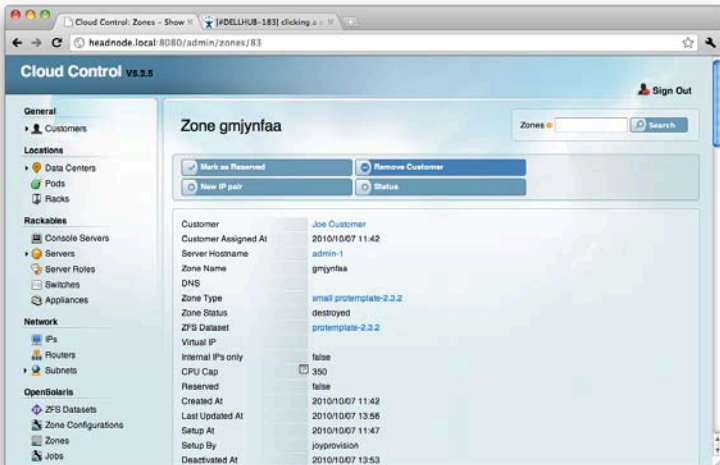 Cloud Control: Zones - Show
[#DELLHUB-183] clicking a
headnode.local:8080/admin/zones/83
Cloud Control V5.2.5
Sign Out
General
Customers
Locations
Data Centers
Pods
Racks
Rackables
Console Servers
Servers
Server Roles
Switches
Appliances
Network
IPs
Routers
Subnets
OpenSolaris
ZFS Datasets
Zone Configurations
Zones
Jobs
Zone gmjynfaa
Zones
Search
Mark as Reserved
Remove Customer
New IP pair
Status
Customer Joe Customer
Customer Assigned At 2010/10/07 11:42
Server Hostname admin-1
Zone Name gmjynfaa
DNS
Zone Type small protemplate-2.3.2
Zone Status destroyed
ZFS Dataset protemplate-2.3.2
Virtual IP
Internal IPs only false
CPU Cap 350
Reserved false
Created At 2010/10/07 11:42
Last Updated At 2010/10/07 13:56
Setup At 2010/10/07 11:47
Setup By joyprovision
Deactivated At 2010/10/07 13:53